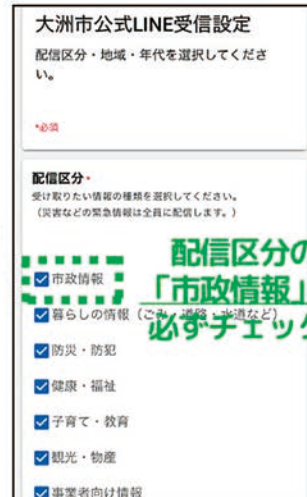 大洲市公式LINE受信設定
配信区分・地域・年代を選択してくださ
い。
*必須
配信区分*
受け取りたい情報の種類を選択してください。
(災害などの緊急情報は全員に配信します。)
配信区分の
「市政情報」
必ずチェック
市政情報
暮らしの情報(ごみ・道路・水道など)
防災・防犯
健康・福祉
子育て・教育
観光・物産
事業者向け情報